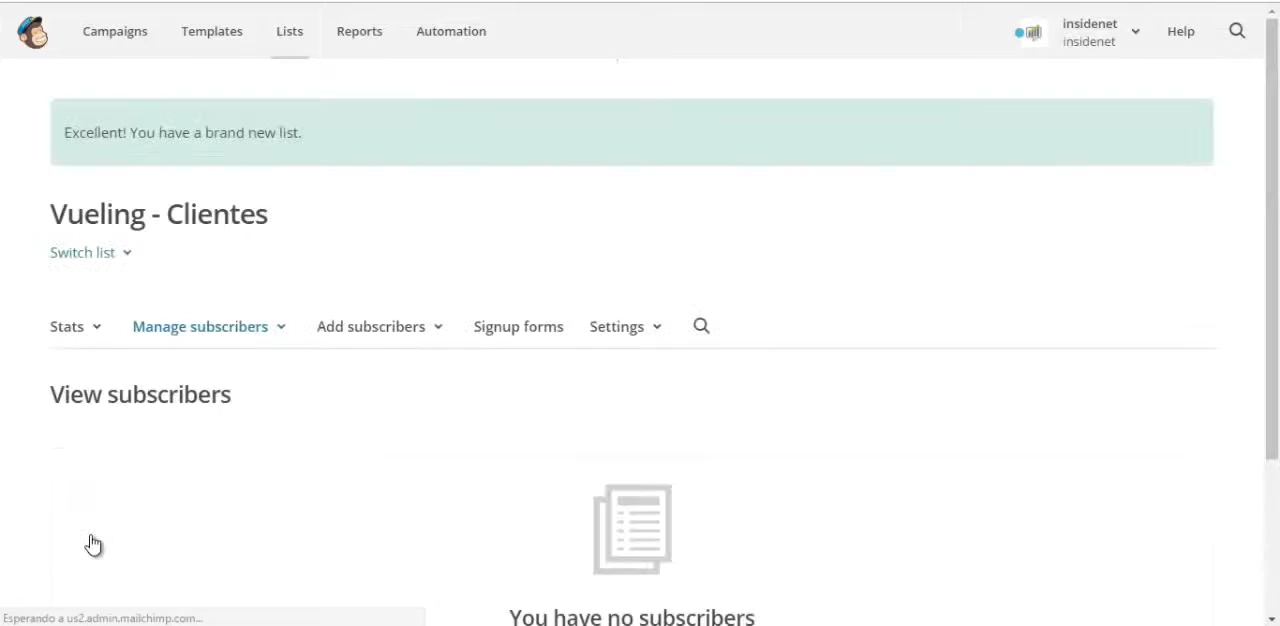 Campaigns Templates Lists Reports Automation insidenet Help
insidenet
Excellent! You have a brand new list.
Vueling - Clientes
Switch list
Stats Manage subscribers Add subscribers Signup forms Settings
View subscribers
You have no subscribers
Esperando a us2.admin.mailchimp.com...